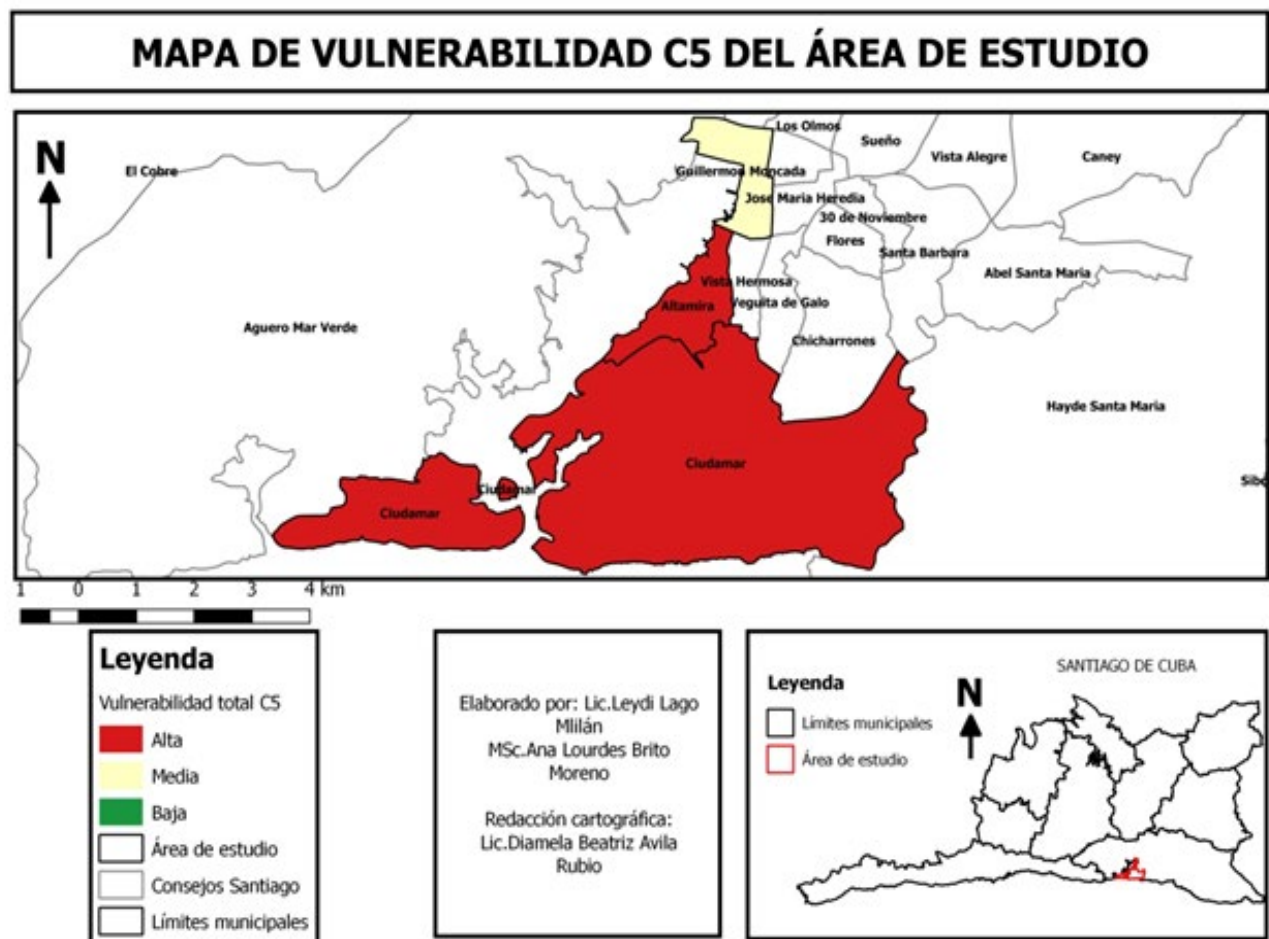 MAPA DE VULNERABILIDAD C5 DEL ÁREA DE ESTUDIO
N
El Cobre
Los Olmos
Sueño
Vista Alegre
Caney
Guillermon Moncada
Jose Maria Heredia
30 de Noviembre
Flores
Santa Barbara
Abel Santa Maria
Vista Hermosa
Altamira
Veguita de Galo
Aguero Mar Verde
Chicharrones
Hayde Santa Maria
Ciudamar
Ciudamar
Ciudamar
Sibo
1 0 1 2 3 4 km
Leyenda
Vulnerabilidad total C5
Alta
Media
Baja
Área de estudio
Consejos Santiago
Límites municipales
Elaborado por: Lic.Leydi Lago
Mlilán
MSc.Ana Lourdes Brito
Moreno
Redacción cartográfica:
Lic.Diamela Beatriz Avila
Rubio
SANTIAGO DE CUBA
Leyenda
N
Límites municipales
Área de estudio